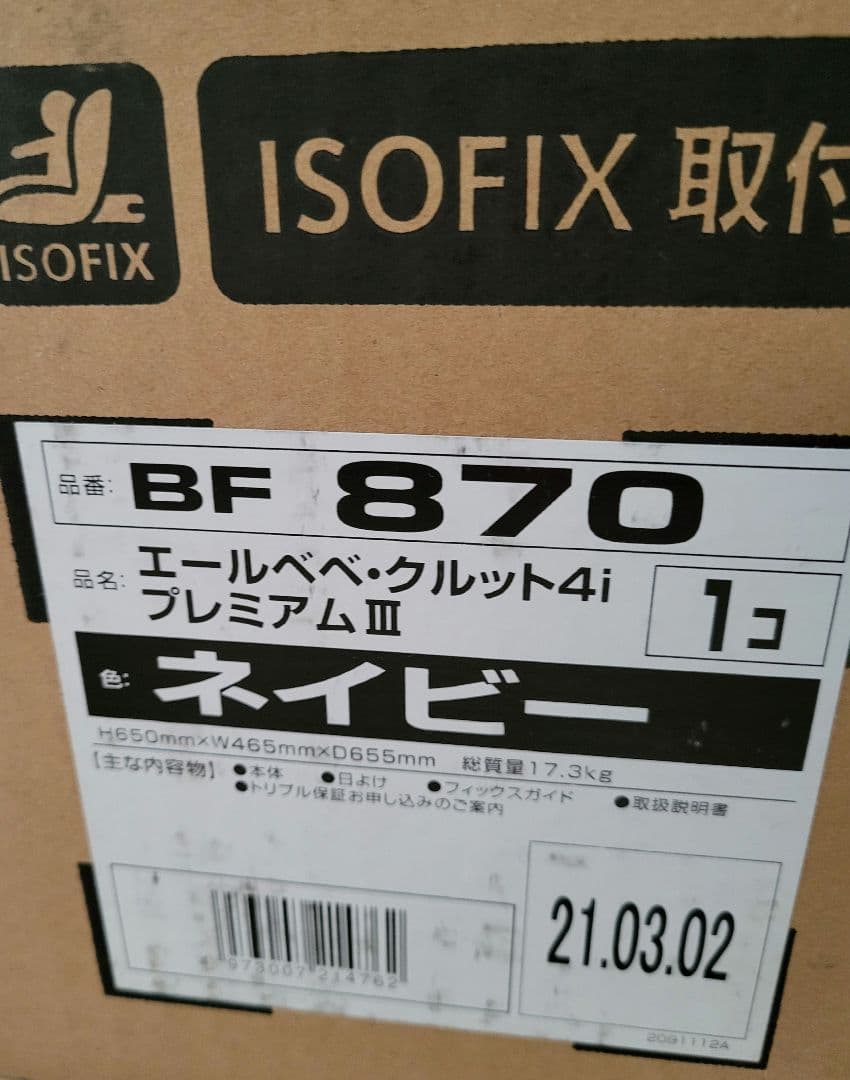 ISOFIX
ISOFIX 取付
品番: BF 870
品名: エールベベ・クルット4i
プレミアムⅢ
1コ
色: ネイビー
H650mm×W465mm×D655mm 総質量17.3kg
【主な内容物】 ●本体 ●日よけ ●フィックスガイド ●取扱説明書
●トリプル保証お申し込みのご案内
973007 214762
21.03.02
2091112A